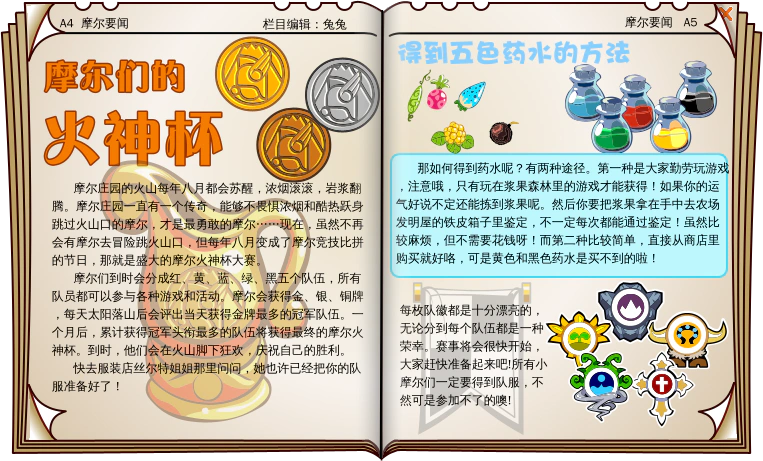 A4 摩尔要闻
栏目编辑：兔兔
摩尔们的
火神杯
摩尔庄园的火山每年八月都会苏醒，浓烟滚滚，岩浆翻
腾。摩尔庄园一直有一个传奇，能够不畏惧浓烟和酷热跃身
跳过火山口的摩尔，才是最勇敢的摩尔……现在，虽然不再
会有摩尔去冒险跳火山口，但每年八月变成了摩尔竞技比拼
的节日，那就是盛大的摩尔火神杯大赛。
摩尔们到时会分成红、黄、蓝、绿、黑五个队伍，所有
队员都可以参与各种游戏和活动。摩尔会获得金、银、铜牌
，每天太阳落山后会评出当天获得金牌最多的冠军队伍。一
个月后，累计获得冠军头衔最多的队伍将获得最终的摩尔火
神杯。到时，他们会在火山脚下狂欢，庆祝自己的胜利。
快去服装店丝尔特姐姐那里问问，她也许已经把你的队
服准备好了！
摩尔要闻 A5
得到五色药水的方法
那如何得到药水呢？有两种途径。第一种是大家勤劳玩游戏
，注意哦，只有玩在浆果森林里的游戏才能获得！如果你的运
气好说不定还能拣到浆果呢。然后你要把浆果拿在手中去农场
发明屋的铁皮箱子里鉴定，不一定每次都能通过鉴定！虽然比
较麻烦，但不需要花钱呀！而第二种比较简单，直接从商店里
购买就好咯，可是黄色和黑色药水是买不到的啦！
每枚队徽都是十分漂亮的，
无论分到每个队伍都是一种
荣幸。赛事将会很快开始，
大家赶快准备起来吧!所有小
摩尔们一定要得到队服，不
然可是参加不了的噢!